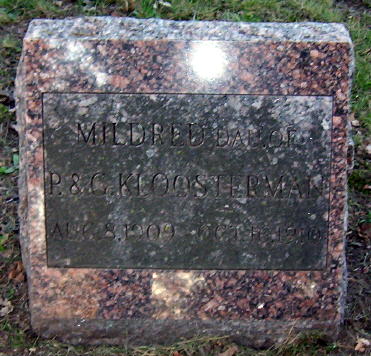 MILDRED DAU. OF
P. & G. KLOOSTERMAN
AUG. 8, 1909 - OCT.